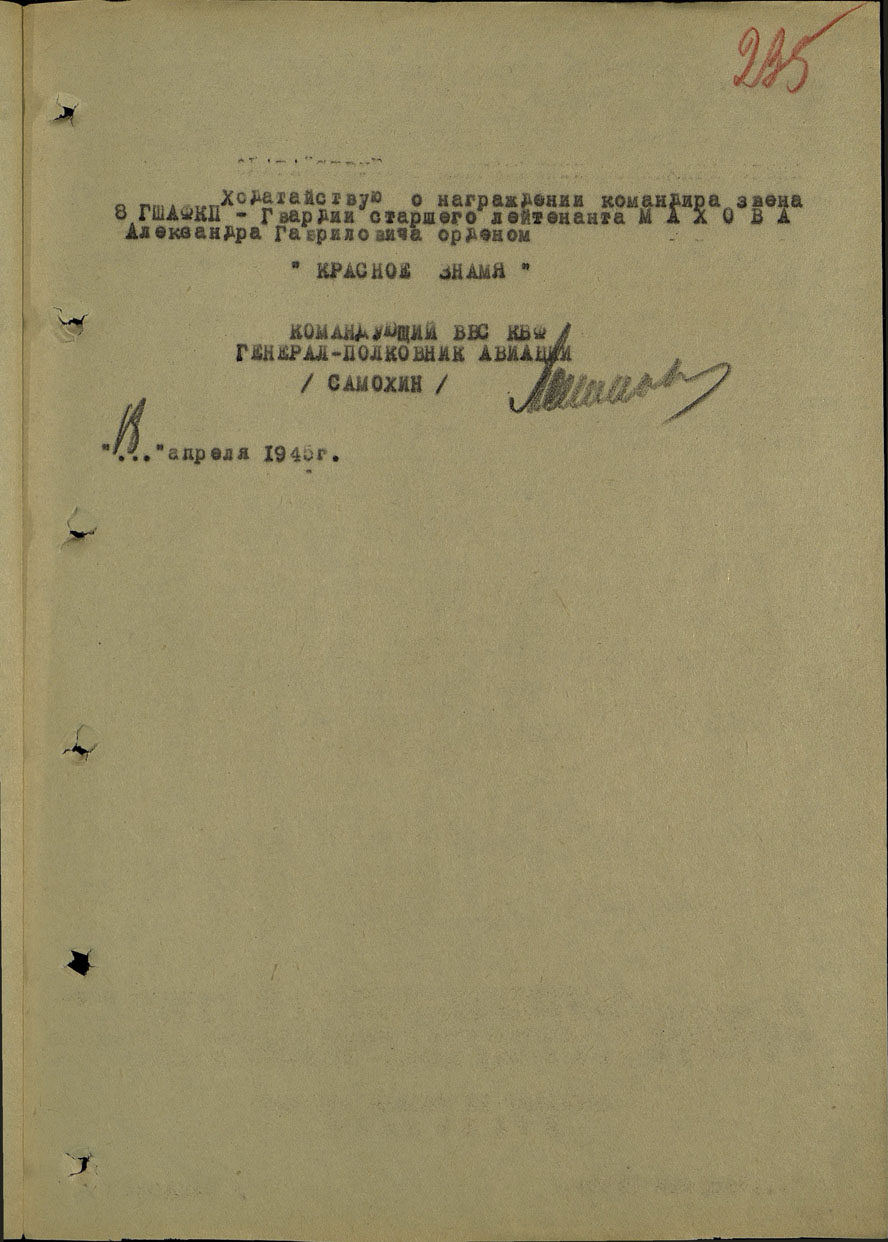 235
Ходатайствую о награждении командира звена
8 ГШАФКП - Гвардии старшего лейтенанта М А Х О В А
Александра Гавриловича орденом
" КРАСНОЕ ЗНАМЯ "
КОМАНДУЮЩИЙ ВВС КБФ
ГЕНЕРАЛ-ПОЛКОВНИК АВИАЦИИ
/ САМОХИН /
"18..." апреля 1945г.